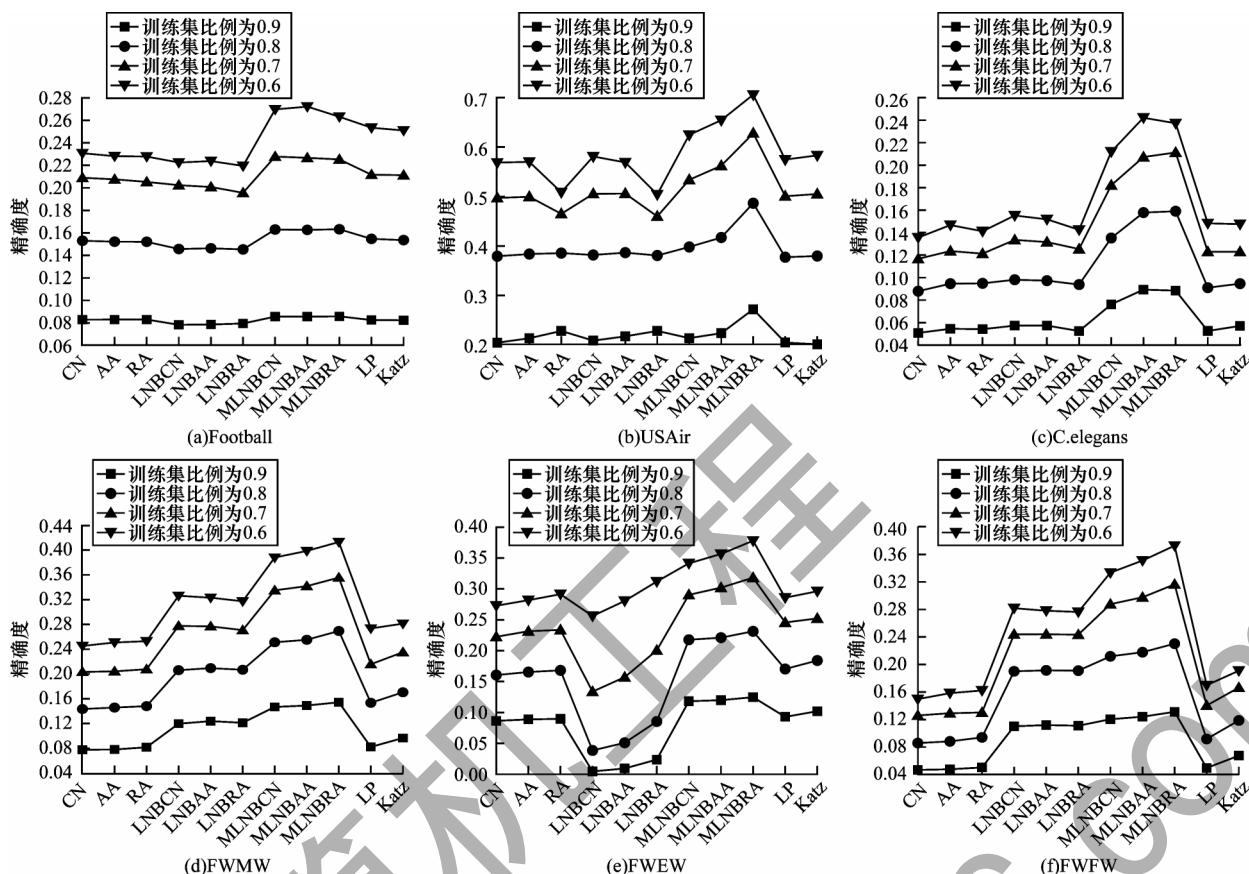 训练集比例为0.9
训练集比例为0.8
训练集比例为0.7
训练集比例为0.6
精确度
0.28
0.26
0.24
0.22
0.20
0.18
0.16
0.14
0.12
0.10
0.08
0.06
CN
AA
RA
LNBCN
LNBAA
LNBRA
MLNBCN
MLNBAA
MLNBRA
LP
Katz
(a)Football
训练集比例为0.9
训练集比例为0.8
训练集比例为0.7
训练集比例为0.6
精确度
0.7
0.6
0.5
0.4
0.3
0.2
CN
AA
RA
LNBCN
LNBAA
LNBRA
MLNBCN
MLNBAA
MLNBRA
LP
Katz
(b)USAir
训练集比例为0.9
训练集比例为0.8
训练集比例为0.7
训练集比例为0.6
精确度
0.26
0.24
0.22
0.20
0.18
0.16
0.14
0.12
0.10
0.08
0.06
0.04
CN
AA
RA
LNBCN
LNBAA
LNBRA
MLNBCN
MLNBAA
MLNBRA
LP
Katz
(c)C.elegans
训练集比例为0.9
训练集比例为0.8
训练集比例为0.7
训练集比例为0.6
精确度
0.44
0.40
0.36
0.32
0.28
0.24
0.20
0.16
0.12
0.08
0.04
CN
AA
RA
LNBCN
LNBAA
LNBRA
MLNBCN
MLNBAA
MLNBRA
LP
Katz
(d)FWMW
训练集比例为0.9
训练集比例为0.8
训练集比例为0.7
训练集比例为0.6
精确度
0.40
0.35
0.30
0.25
0.20
0.15
0.10
0.05
0.00
CN
AA
RA
LNBCN
LNBAA
LNBRA
MLNBCN
MLNBAA
MLNBRA
LP
Katz
(e)FWEW
训练集比例为0.9
训练集比例为0.8
训练集比例为0.7
训练集比例为0.6
精确度
0.40
0.36
0.32
0.28
0.24
0.20
0.16
0.12
0.08
0.04
CN
AA
RA
LNBCN
LNBAA
LNBRA
MLNBCN
MLNBAA
MLNBRA
LP
Katz
(f)FWFW
机工程